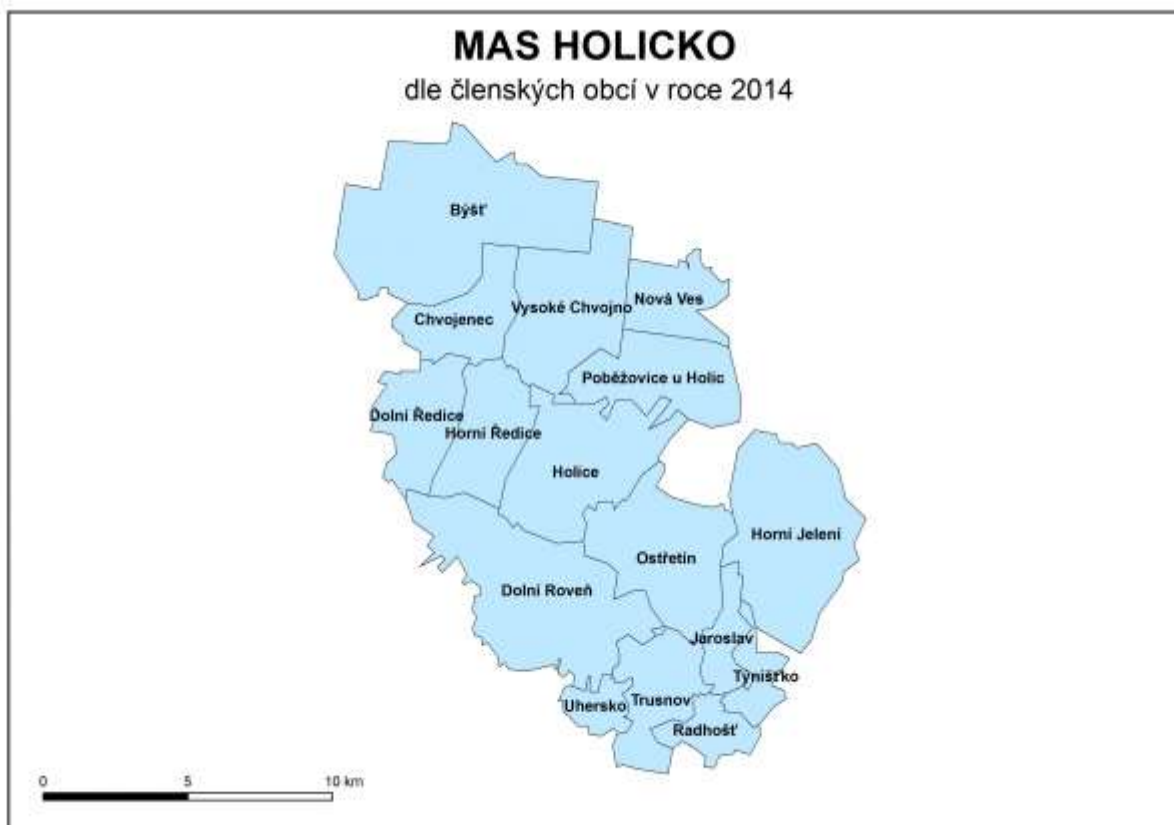 MAS HOLICKO
dle členských obcí v roce 2014
Býšť
Vysoké Chvojno
Nová Ves
Chvojenec
Poběžovice u Holic
Dolní Ředice
Horní Ředice
Holice
Horní Jelení
Ostřetín
Dolní Roveň
Jaroslav
Týnišťko
Uhersko
Trusnov
Radhošť
0 5 10 km